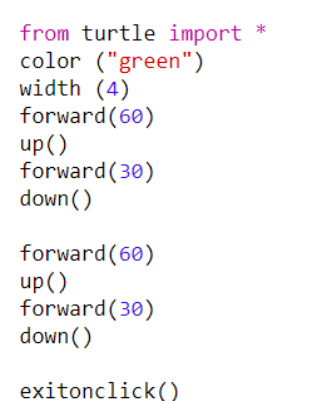 from turtle import *
color ("green")
width (4)
forward(60)
up()
forward(30)
down()
forward(60)
up()
forward(30)
down()
exitonclick()